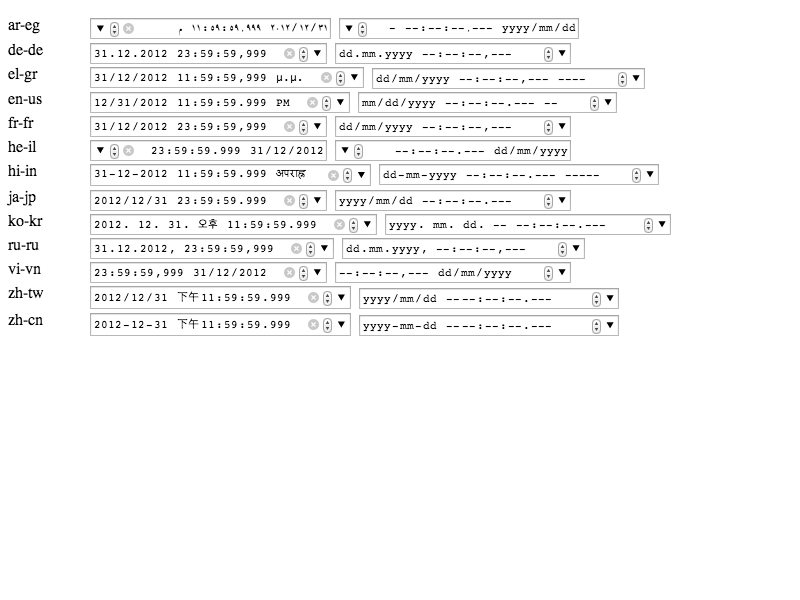 ar-eg ٢٠١٢/١٢/٣١ ١١:٥٩:٥٩.٩٩٩ م yyyy/mm/dd --:--:--.--- -
de-de 31.12.2012 23:59:59,999 dd.mm.yyyy --:--:--,---
el-gr 31/12/2012 11:59:59,999 μ.μ. dd/mm/yyyy --:--:--,--- ----
en-us 12/31/2012 11:59:59.999 PM mm/dd/yyyy --:--:--.--- --
fr-fr 31/12/2012 23:59:59,999 dd/mm/yyyy --:--:--,---
he-il 23:59:59.999 31/12/2012 --:--:--.--- dd/mm/yyyy
hi-in 31-12-2012 11:59:59.999 अपराह्न dd-mm-yyyy --:--:--.--- -----
ja-jp 2012/12/31 23:59:59.999 yyyy/mm/dd --:--:--.---
ko-kr 2012. 12. 31. 오후 11:59:59.999 yyyy. mm. dd. -- --:--:--.---
ru-ru 31.12.2012, 23:59:59,999 dd.mm.yyyy, --:--:--,---
vi-vn 23:59:59,999 31/12/2012 --:--:--,--- dd/mm/yyyy
zh-tw 2012/12/31 下午11:59:59.999 yyyy/mm/dd ----:--:--.---
zh-cn 2012-12-31 下午11:59:59.999 yyyy-mm-dd ----:--:--.---